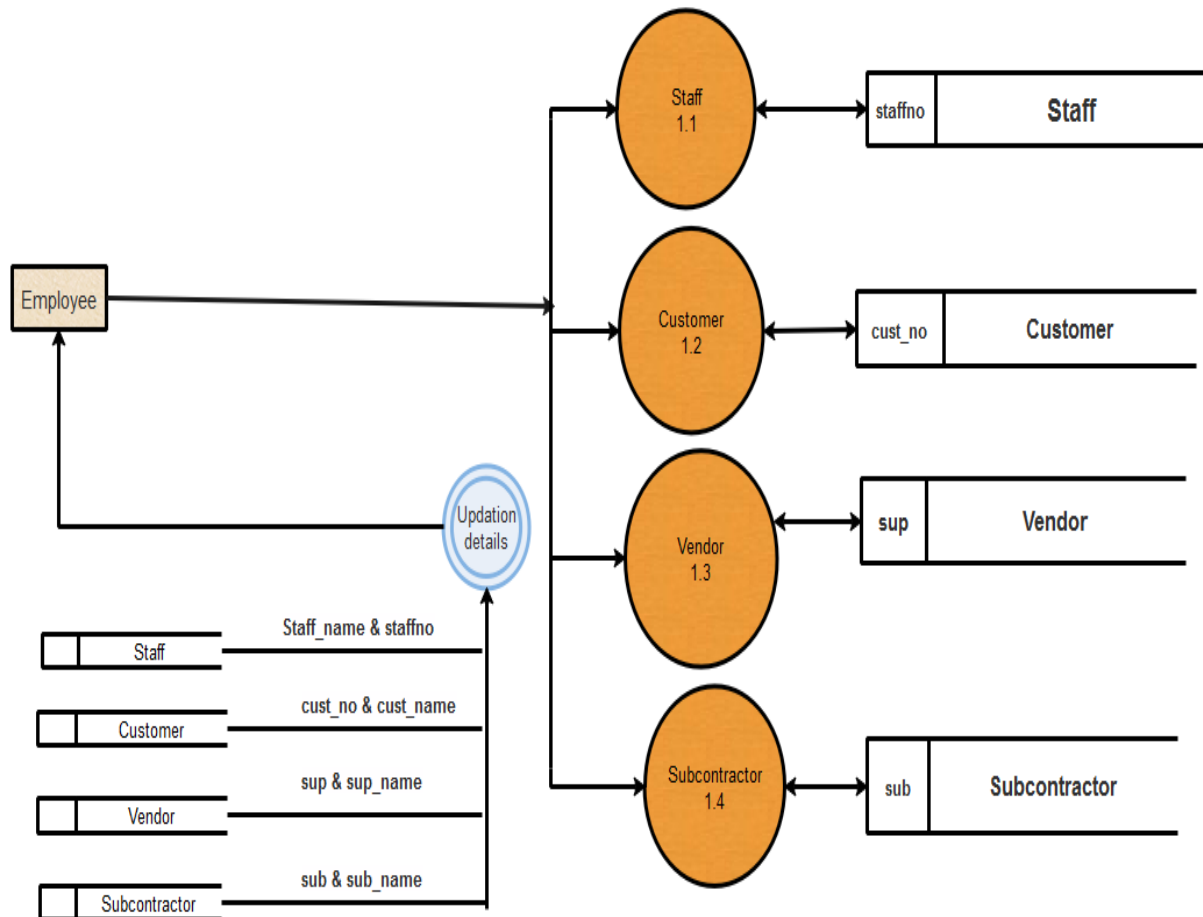 Staff
1.1
staffno
Staff
Employee
Customer
1.2
cust_no
Customer
Updation
details
Vendor
1.3
sup
Vendor
Staff_name & staffno
Staff
cust_no & cust_name
Customer
sup & sup_name
Vendor
sub & sub_name
Subcontractor
Subcontractor
1.4
sub
Subcontractor